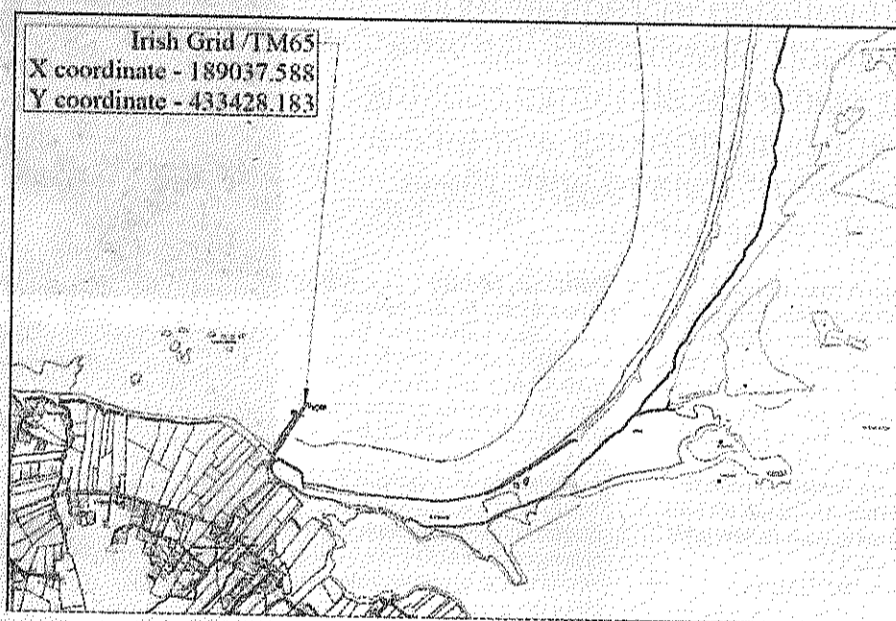 Irish Grid /TM65
X coordinate - 189037.588
Y coordinate - 433428.183